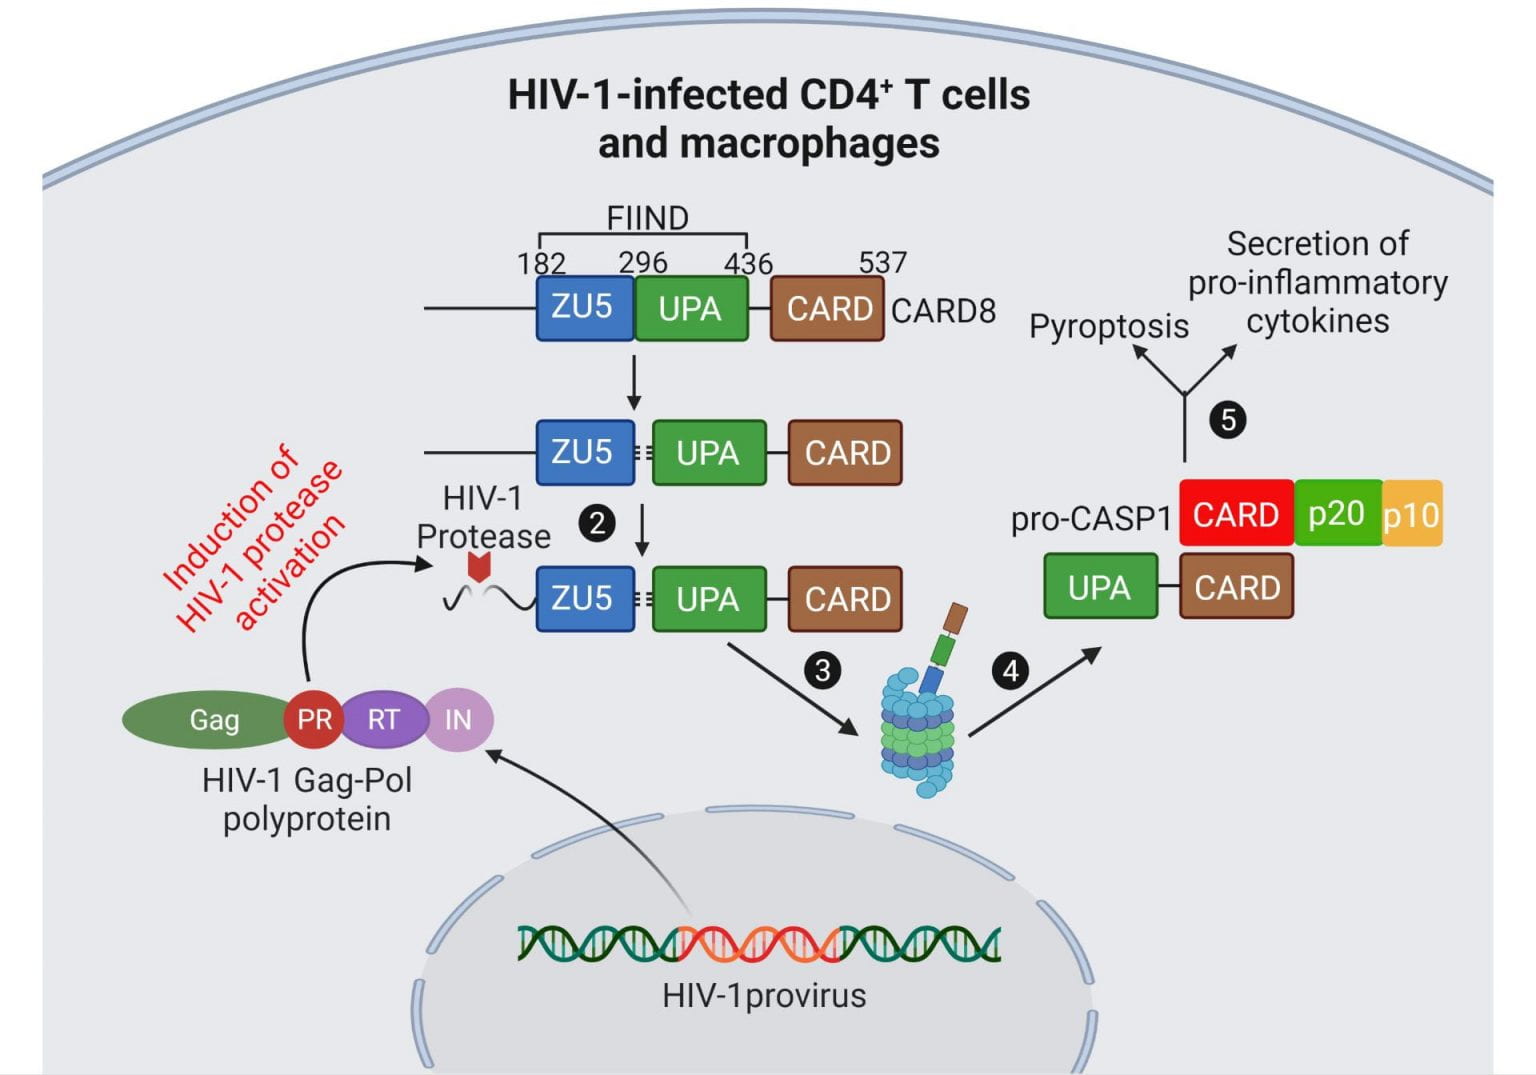 HIV-1-infected CD4⁺ T cells
and macrophages
FIIND
182 296 436 537
ZU5 UPA CARD CARD8
ZU5 UPA CARD
HIV-1
Protease
2
ZU5 UPA CARD
Induction of
HIV-1 protease
activation
Gag PR RT IN
HIV-1 Gag-Pol
polyprotein
3
4
Secretion of
pro-inflammatory
cytokines
Pyroptosis
5
pro-CASP1 CARD p20 p10
UPA CARD
HIV-1provirus